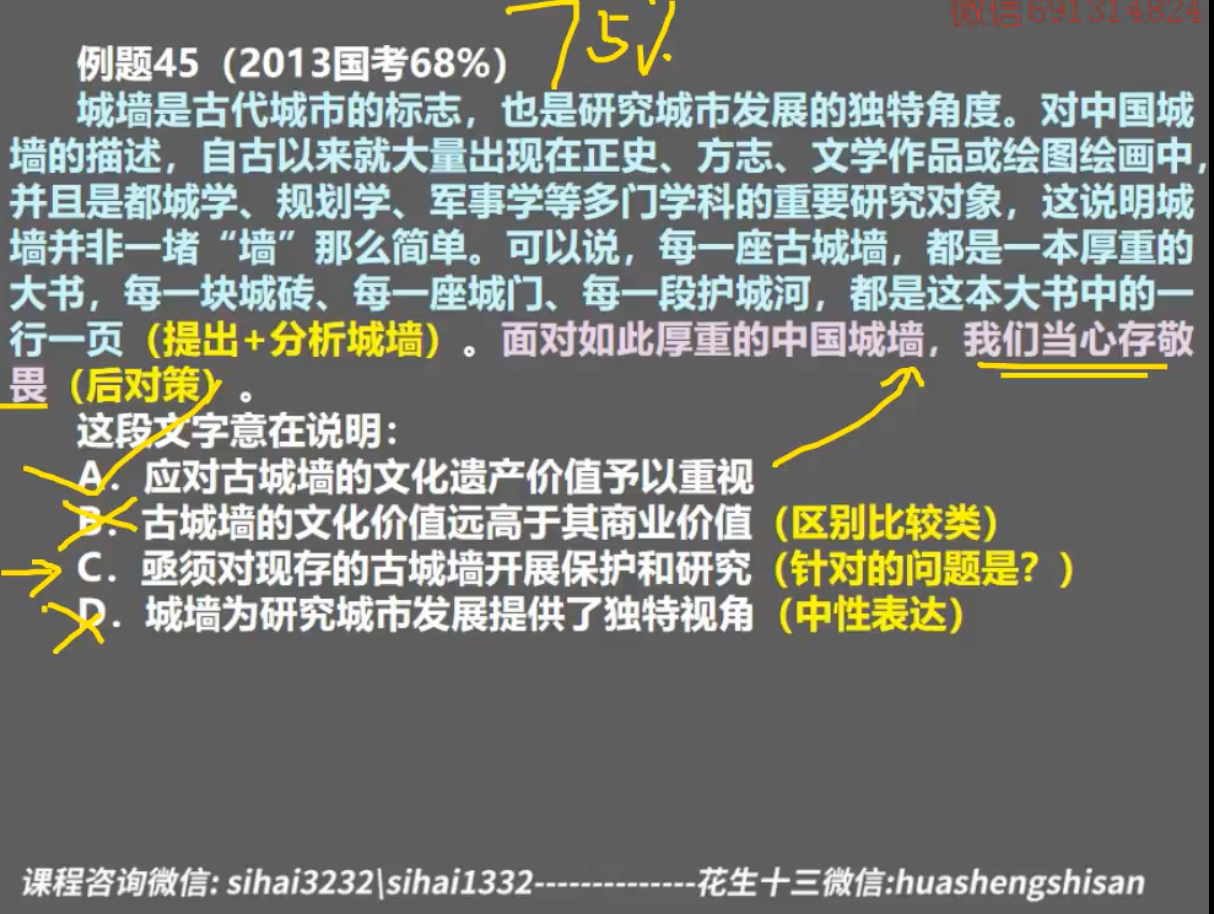 微信691314824
75%
例题45（2013国考68%）
城墙是古代城市的标志，也是研究城市发展的独特角度。对中国城
墙的描述，自古以来就大量出现在正史、方志、文学作品或绘图绘画中，
并且是都城学、规划学、军事学等多门学科的重要研究对象，这说明城
墙并非一堵“墙”那么简单。可以说，每一座古城墙，都是一本厚重的
大书，每一块城砖、每一座城门、每一段护城河，都是这本大书中的一
行一页（提出+分析城墙）。面对如此厚重的中国城墙，我们当心存敬
畏（后对策）。
这段文字意在说明：
A．应对古城墙的文化遗产价值予以重视
B．古城墙的文化价值远高于其商业价值（区别比较类）
C．亟须对现存的古城墙开展保护和研究（针对的问题是？）
D．城墙为研究城市发展提供了独特视角（中性表达）
课程咨询微信: sihai3232\sihai1332--------------花生十三微信:huashengshisan